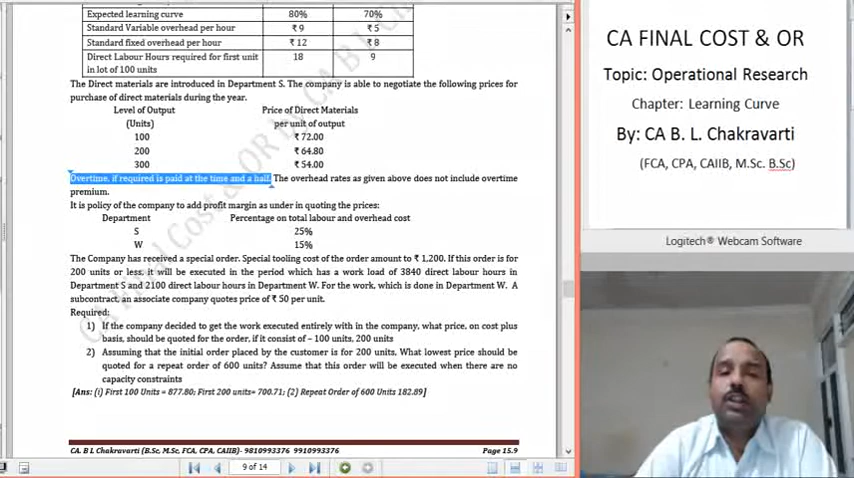 Expected learning curve 80% 70%
Standard Variable overhead per hour ₹ 9 ₹ 5
Standard fixed overhead per hour ₹ 12 ₹ 8
Direct Labour Hours required for first unit 18 9
in lot of 100 units
The Direct materials are introduced in Department S. The company is able to negotiate the following prices for
purchase of direct materials during the year.
Level of Output Price of Direct Materials
(Units) per unit of output
100 ₹ 72.00
200 ₹ 64.80
300 ₹ 54.00
Overtime, if required is paid at the time and a half. The overhead rates as given above does not include overtime
premium.
It is policy of the company to add profit margin as under in quoting the prices:
Department Percentage on total labour and overhead cost
S 25%
W 15%
The Company has received a special order. Special tooling cost of the order amount to ₹ 1,200. If this order is for
200 units or less, it will be executed in the period which has a work load of 3840 direct labour hours in
Department S and 2100 direct labour hours in Department W. For the work, which is done in Department W. A
subcontract, an associate company quotes price of ₹ 50 per unit.
Required:
1) If the company decided to get the work executed entirely with in the company, what price, on cost plus
basis, should be quoted for the order, if it consist of – 100 units, 200 units
2) Assuming that the initial order placed by the customer is for 200 units. What lowest price should be
quoted for a repeat order of 600 units? Assume that this order will be executed when there are no
capacity constraints
[Ans: (i) First 100 Units = 877.80; First 200 units= 700.71; (2) Repeat Order of 600 Units 182.89]
CA. B L Chakravarti (B.Sc, M.Sc, FCA, CPA, CAIIB)- 9810993376 9910993376 Page 15.9
9 of 14
CA FINAL COST & OR
Topic: Operational Research
Chapter: Learning Curve
By: CA B. L. Chakravarti
(FCA, CPA, CAIIB, M.Sc. B.Sc)
Logitech® Webcam Software